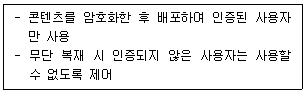 - 콘텐츠를 암호화한 후 배포하여 인증된 사용자
만 사용
- 무단 복재 시 인증되지 않은 사용자는 사용할
수 없도록 제어